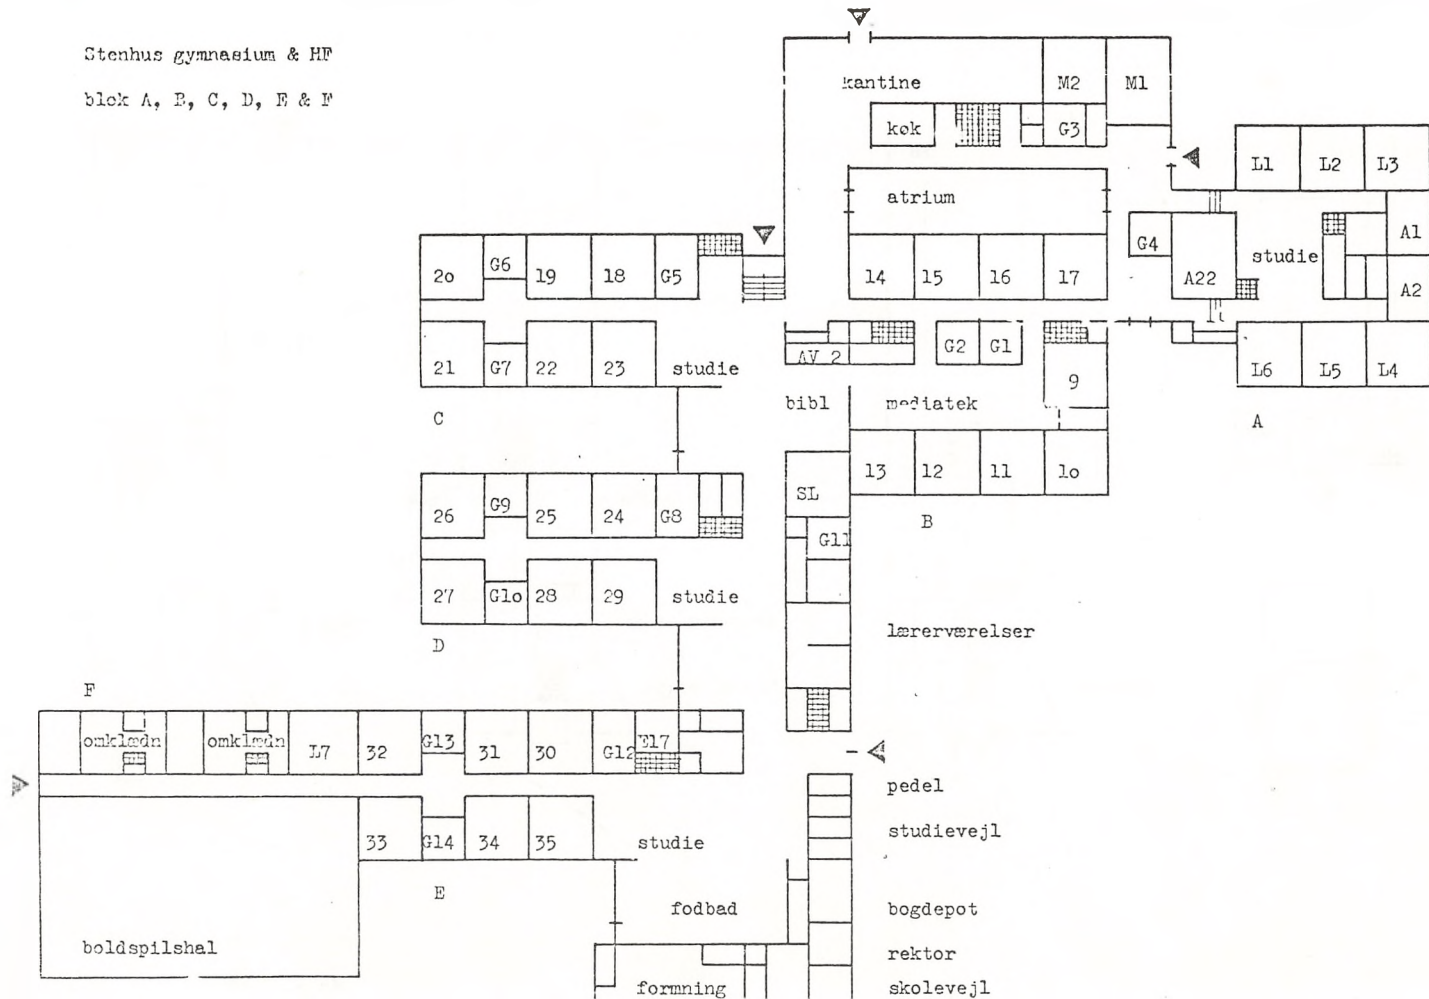 Stenhus gymnasium & HF
blok A, B, C, D, E & F
kantine M2 M1
køk G3
L1 L2 L3
atrium
G4 A1
studie
2o G6 19 18 G5 14 15 16 17 A22 A2
21 G7 22 23 studie AV 2 G2 G1 9 L6 L5 L4
C bibl mediatek A
13 12 11 1o
SL
26 G9 25 24 G8 B
G11
27 G1o 28 29 studie
lærerværelser
D
F
omklædn omklædn L7 32 G13 31 30 G12 E17
pedel
33 G14 34 35 studie studievejl
E
fodbad bogdepot
boldspilshal rektor
formning skolevejl